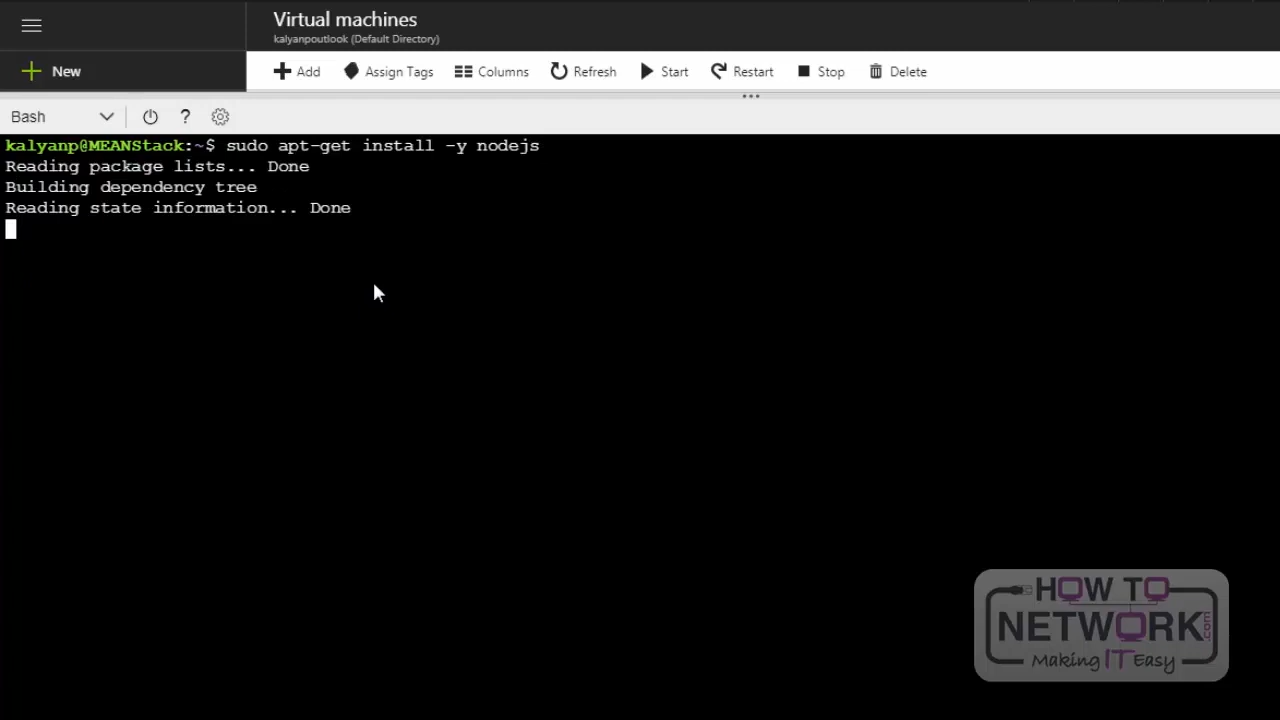 Virtual machines
kalyanpoutlook (Default Directory)
New
Add
Assign Tags
Columns
Refresh
Start
Restart
Stop
Delete
Bash
?
kalyanp@MEANStack:~$ sudo apt-get install -y nodejs
Reading package lists... Done
Building dependency tree
Reading state information... Done
HOW TO
NETWORK.com
Making IT Easy